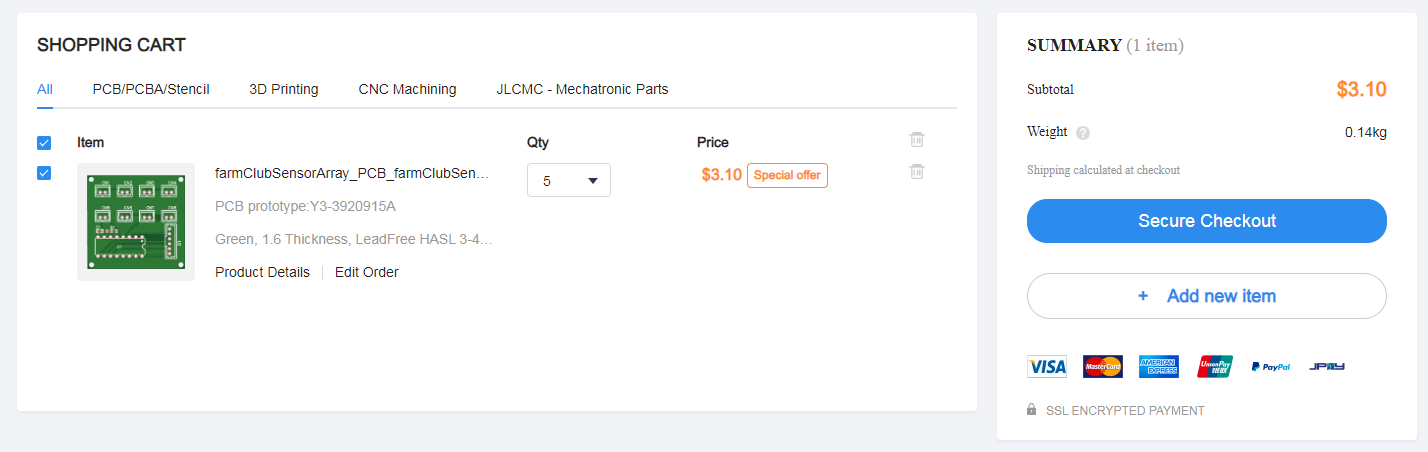 SHOPPING CART
All PCB/PCBA/Stencil 3D Printing CNC Machining JLCMC - Mechatronic Parts
Item Qty Price
farmClubSensorArray_PCB_farmClubSen...
PCB prototype:Y3-3920915A
Green, 1.6 Thickness, LeadFree HASL 3-4...
Product Details Edit Order
5
$3.10 Special offer
SUMMARY (1 item)
Subtotal $3.10
Weight ? 0.14kg
Shipping calculated at checkout
Secure Checkout
+ Add new item
VISA MasterCard AMERICAN EXPRESS UnionPay 银联 PayPal JPAY
SSL ENCRYPTED PAYMENT